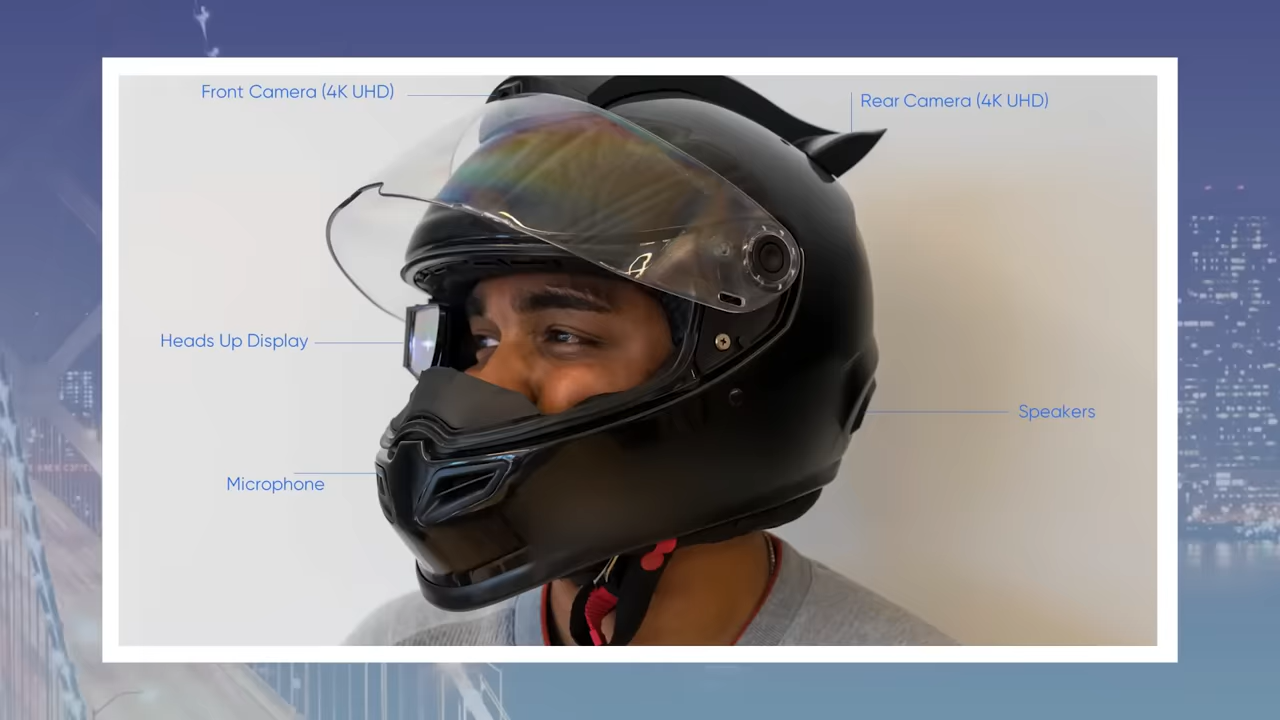 Front Camera (4K UHD)
Rear Camera (4K UHD)
Heads Up Display
Speakers
Microphone